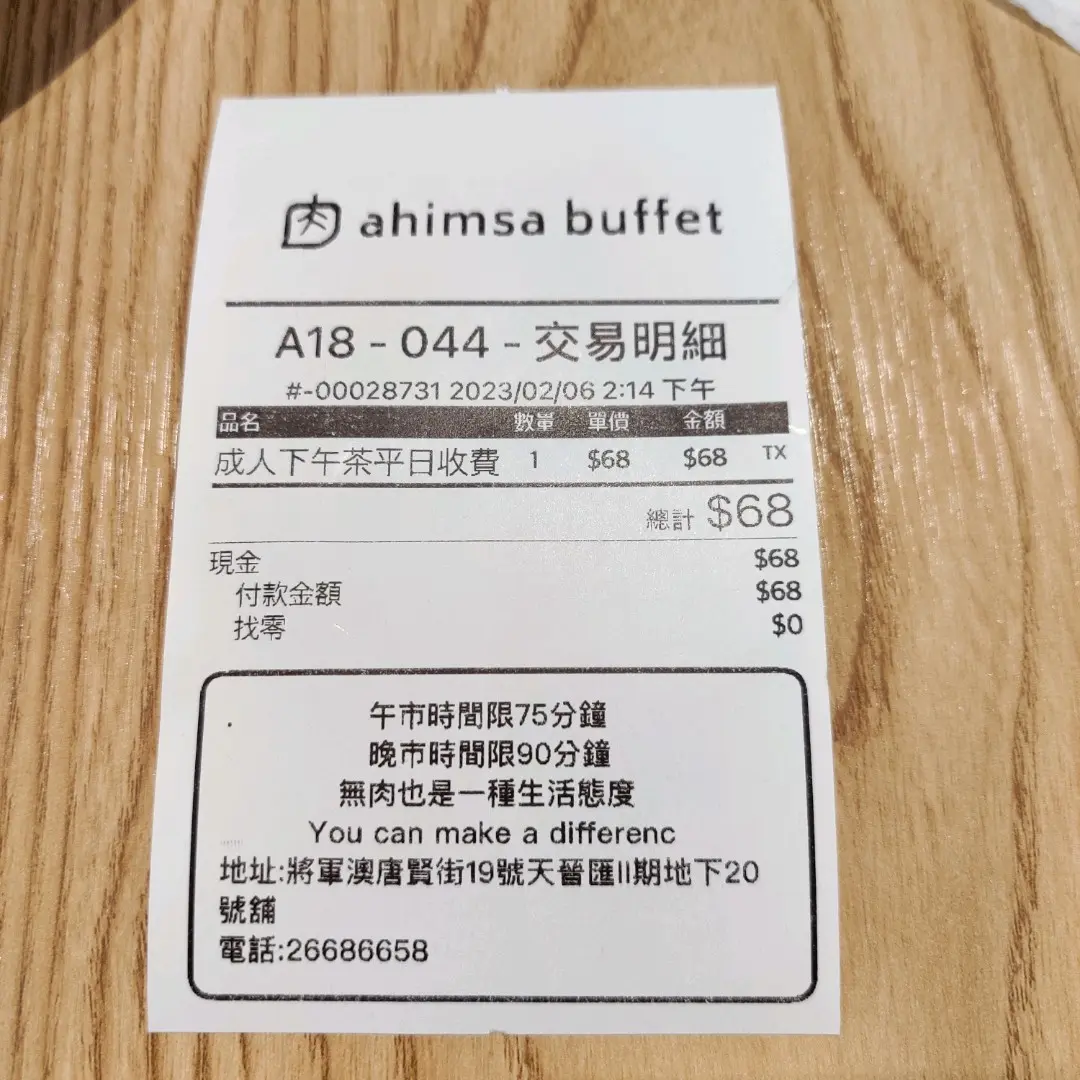 肉 ahimsa buffet
A18 - 044 - 交易明細
#-00028731 2023/02/06 2:14 下午
品名 數量 單價 金額
成人下午茶平日收費 1 $68 $68 TX
總計 $68
現金 $68
付款金額 $68
找零 $0
午市時間限75分鐘
晚市時間限90分鐘
無肉也是一種生活態度
You can make a differenc
地址:將軍澳唐賢街19號天晉匯II期地下20
號舖
電話:26686658